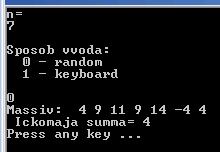 n=
7
Sposob vvoda:
0 - random
1 - keyboard
0
Massiv: 4 9 11 9 14 -4 4
Ickomaja summa= 4
Press any key ...